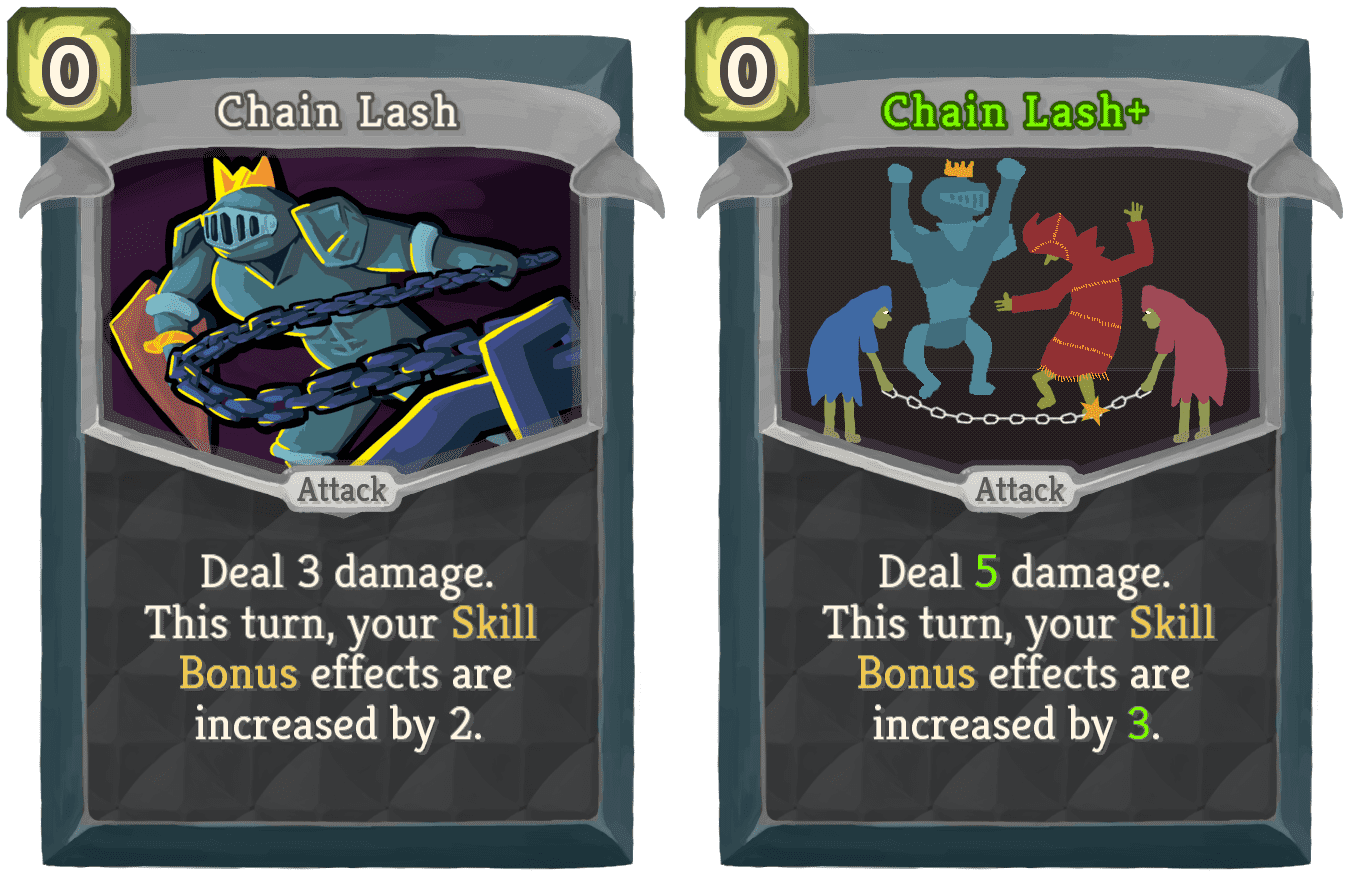 0
Chain Lash
Attack
Deal 3 damage.
This turn, your Skill
Bonus effects are
increased by 2.
0
Chain Lash+
Attack
Deal 5 damage.
This turn, your Skill
Bonus effects are
increased by 3.